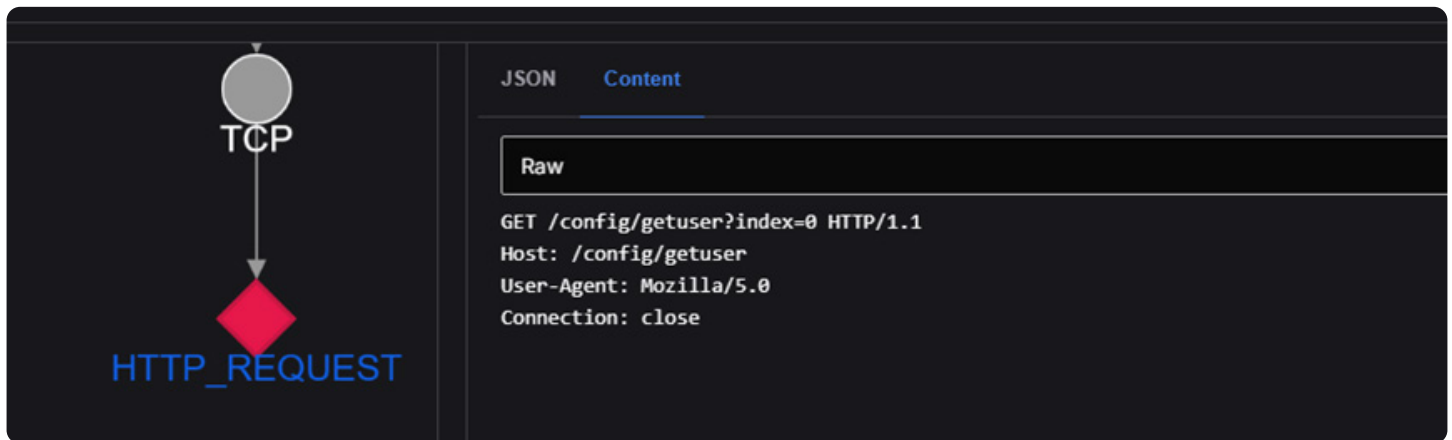 TCP
HTTP_REQUEST
JSON Content
Raw
GET /config/getuser?index=0 HTTP/1.1
Host: /config/getuser
User-Agent: Mozilla/5.0
Connection: close